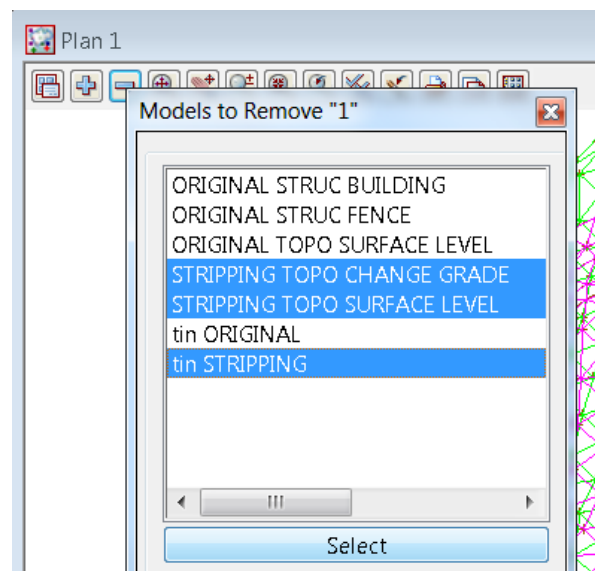 Plan 1
Models to Remove "1"
ORIGINAL STRUC BUILDING
ORIGINAL STRUC FENCE
ORIGINAL TOPO SURFACE LEVEL
STRIPPING TOPO CHANGE GRADE
STRIPPING TOPO SURFACE LEVEL
tin ORIGINAL
tin STRIPPING
Select